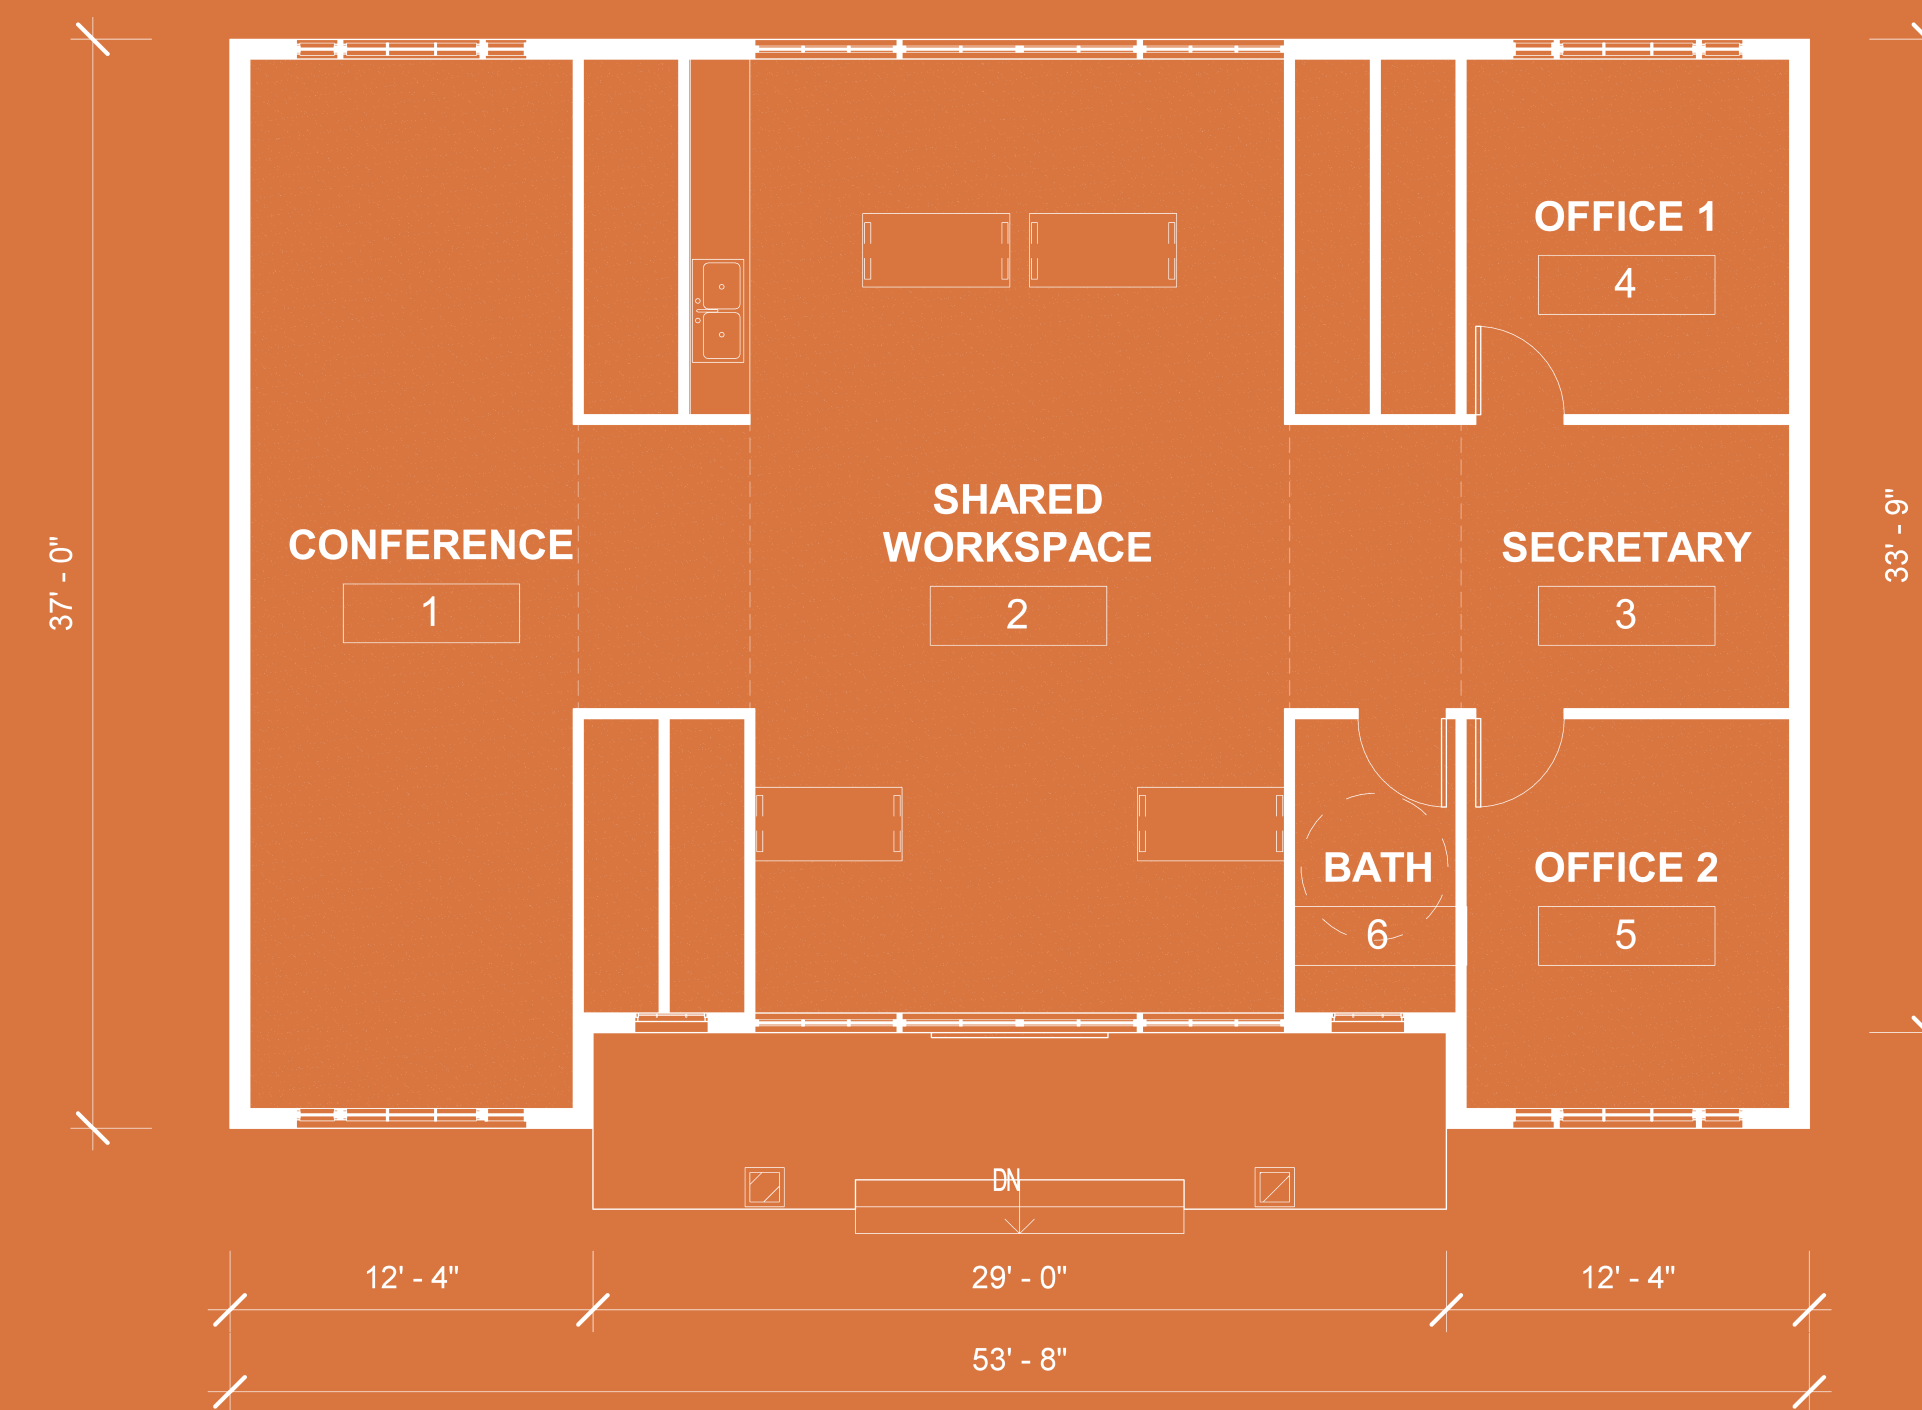 OFFICE 1
4
SHARED
WORKSPACE
2
CONFERENCE
1
SECRETARY
3
37' - 0"
33' - 9"
BATH
6
OFFICE 2
5
DN
12' - 4"
29' - 0"
12' - 4"
53' - 8"